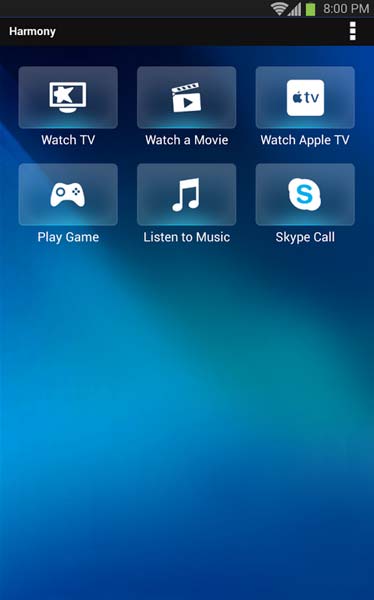 8:00 PM
Harmony
tv
Watch TV
Watch a Movie
Watch Apple TV
S
Play Game
Listen to Music
Skype Call